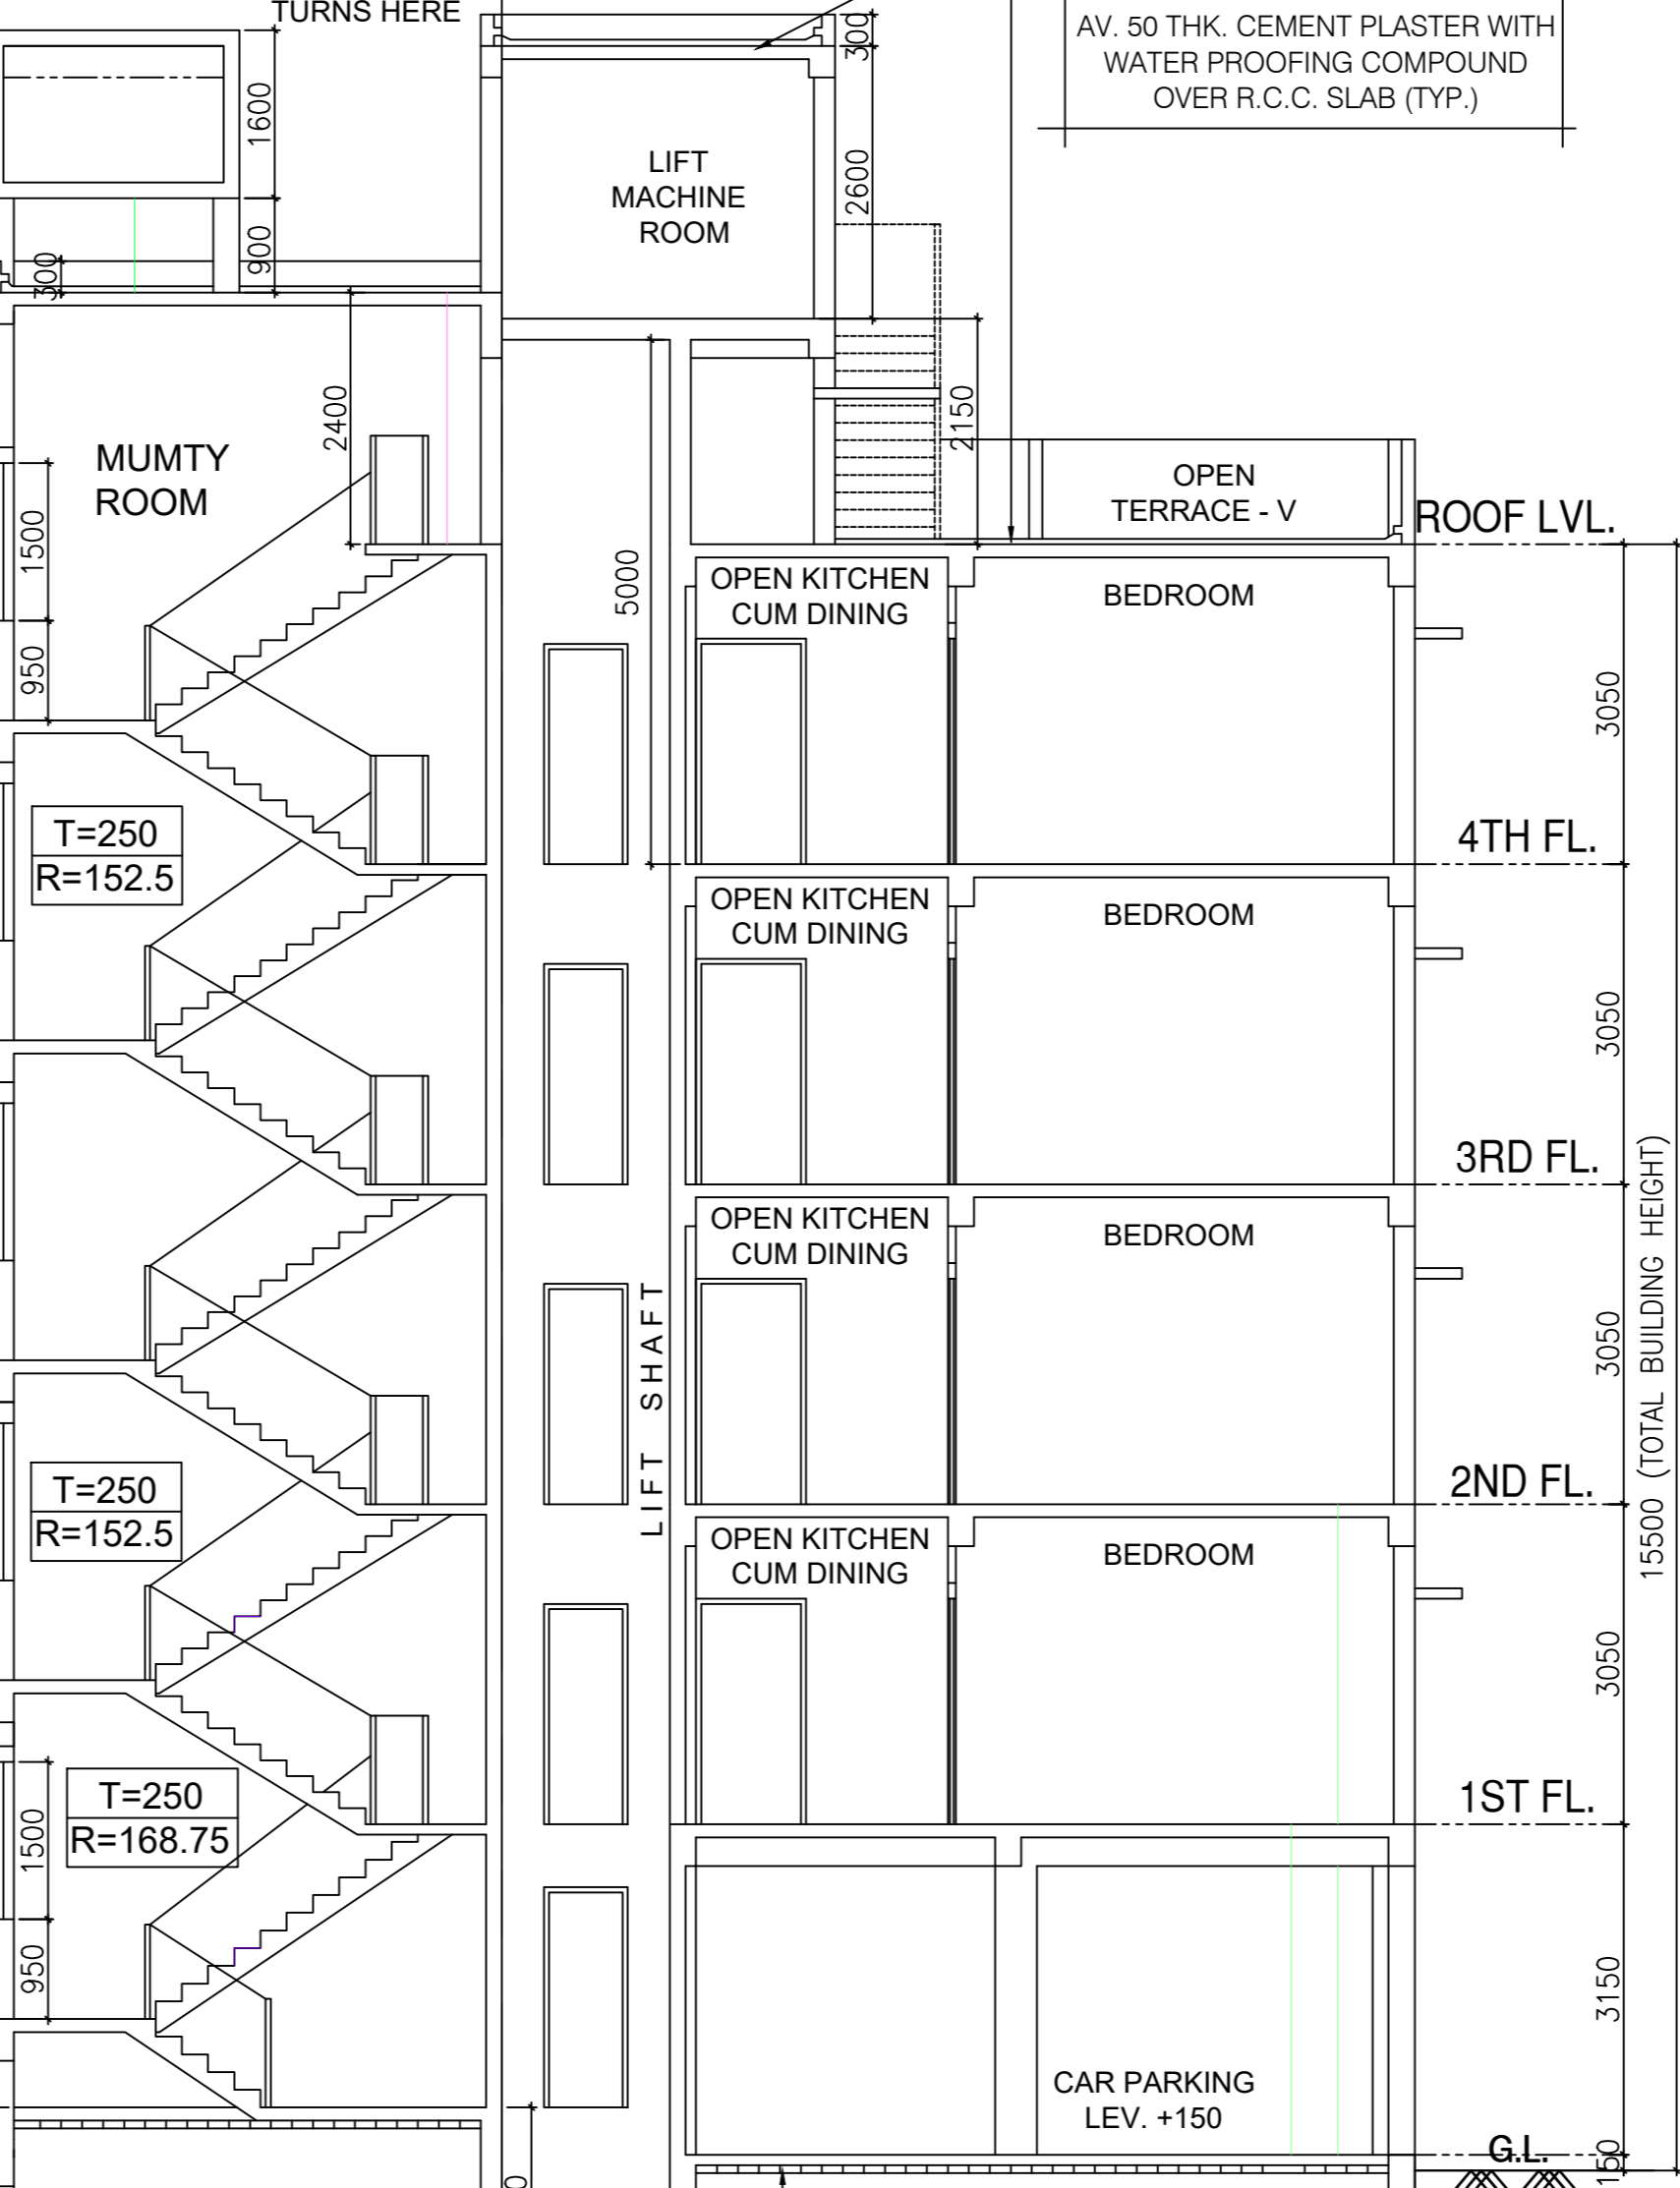 TURNS HERE
AV. 50 THK. CEMENT PLASTER WITH
WATER PROOFING COMPOUND
OVER R.C.C. SLAB (TYP.)
300
1600
LIFT
MACHINE
ROOM
2600
900
300
2400
2150
MUMTY
ROOM
OPEN
TERRACE - V
ROOF LVL.
1500
5000
OPEN KITCHEN
CUM DINING
BEDROOM
950
3050
T=250
R=152.5
4TH FL.
OPEN KITCHEN
CUM DINING
BEDROOM
3050
3RD FL.
OPEN KITCHEN
CUM DINING
BEDROOM
LIFT SHAFT
3050
15500 (TOTAL BUILDING HEIGHT)
T=250
R=152.5
2ND FL.
OPEN KITCHEN
CUM DINING
BEDROOM
3050
T=250
R=168.75
1ST FL.
1500
950
3150
CAR PARKING
LEV. +150
G.L.
150